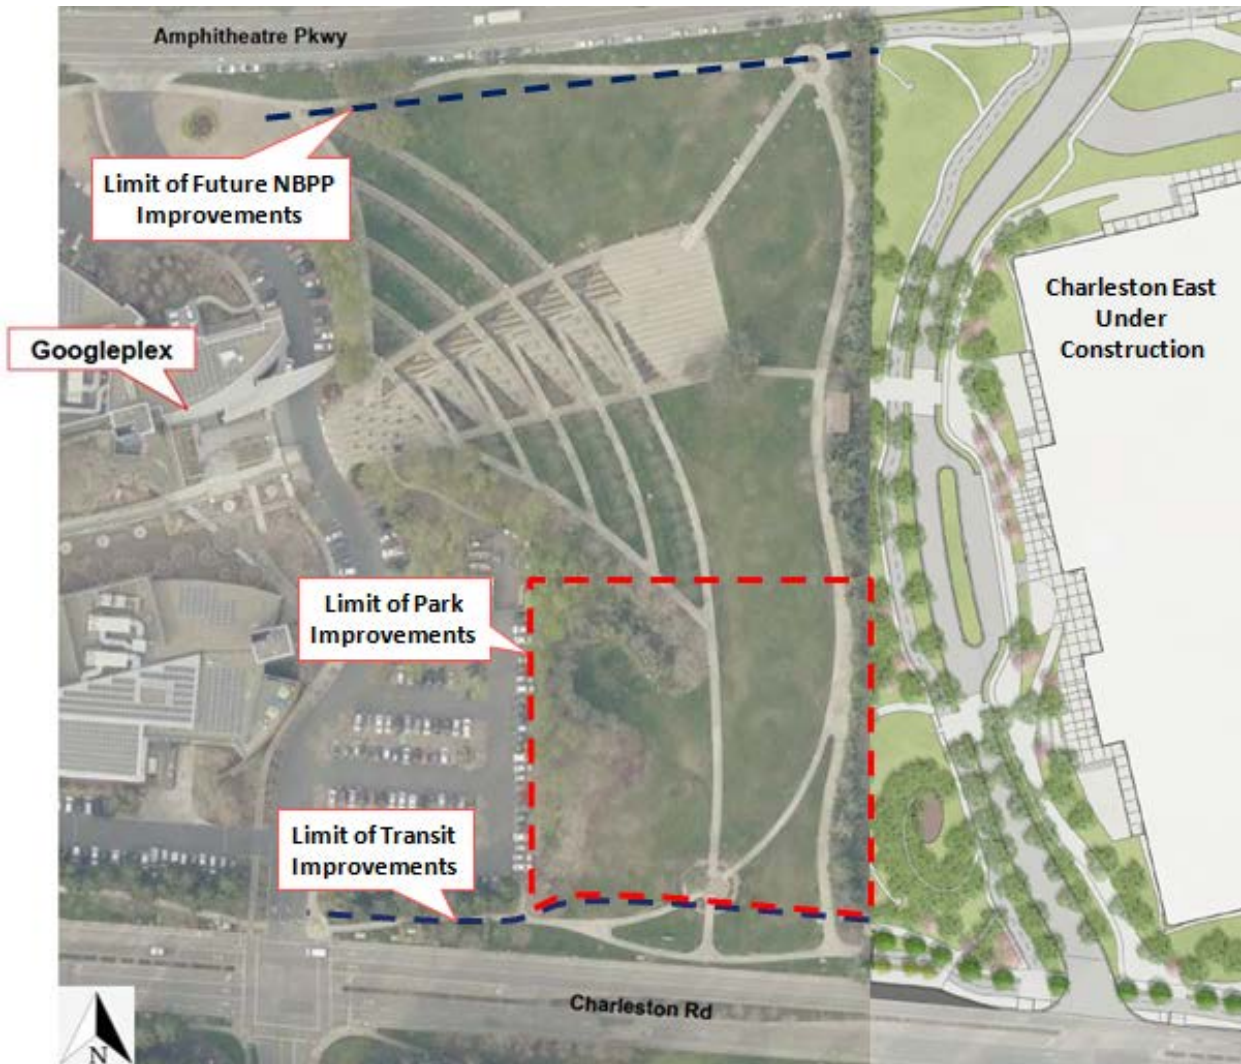 Amphitheatre Pkwy
Limit of Future NBPP
Improvements
Charleston East
Under
Construction
Googleplex
Limit of Park
Improvements
Limit of Transit
Improvements
Charleston Rd
N